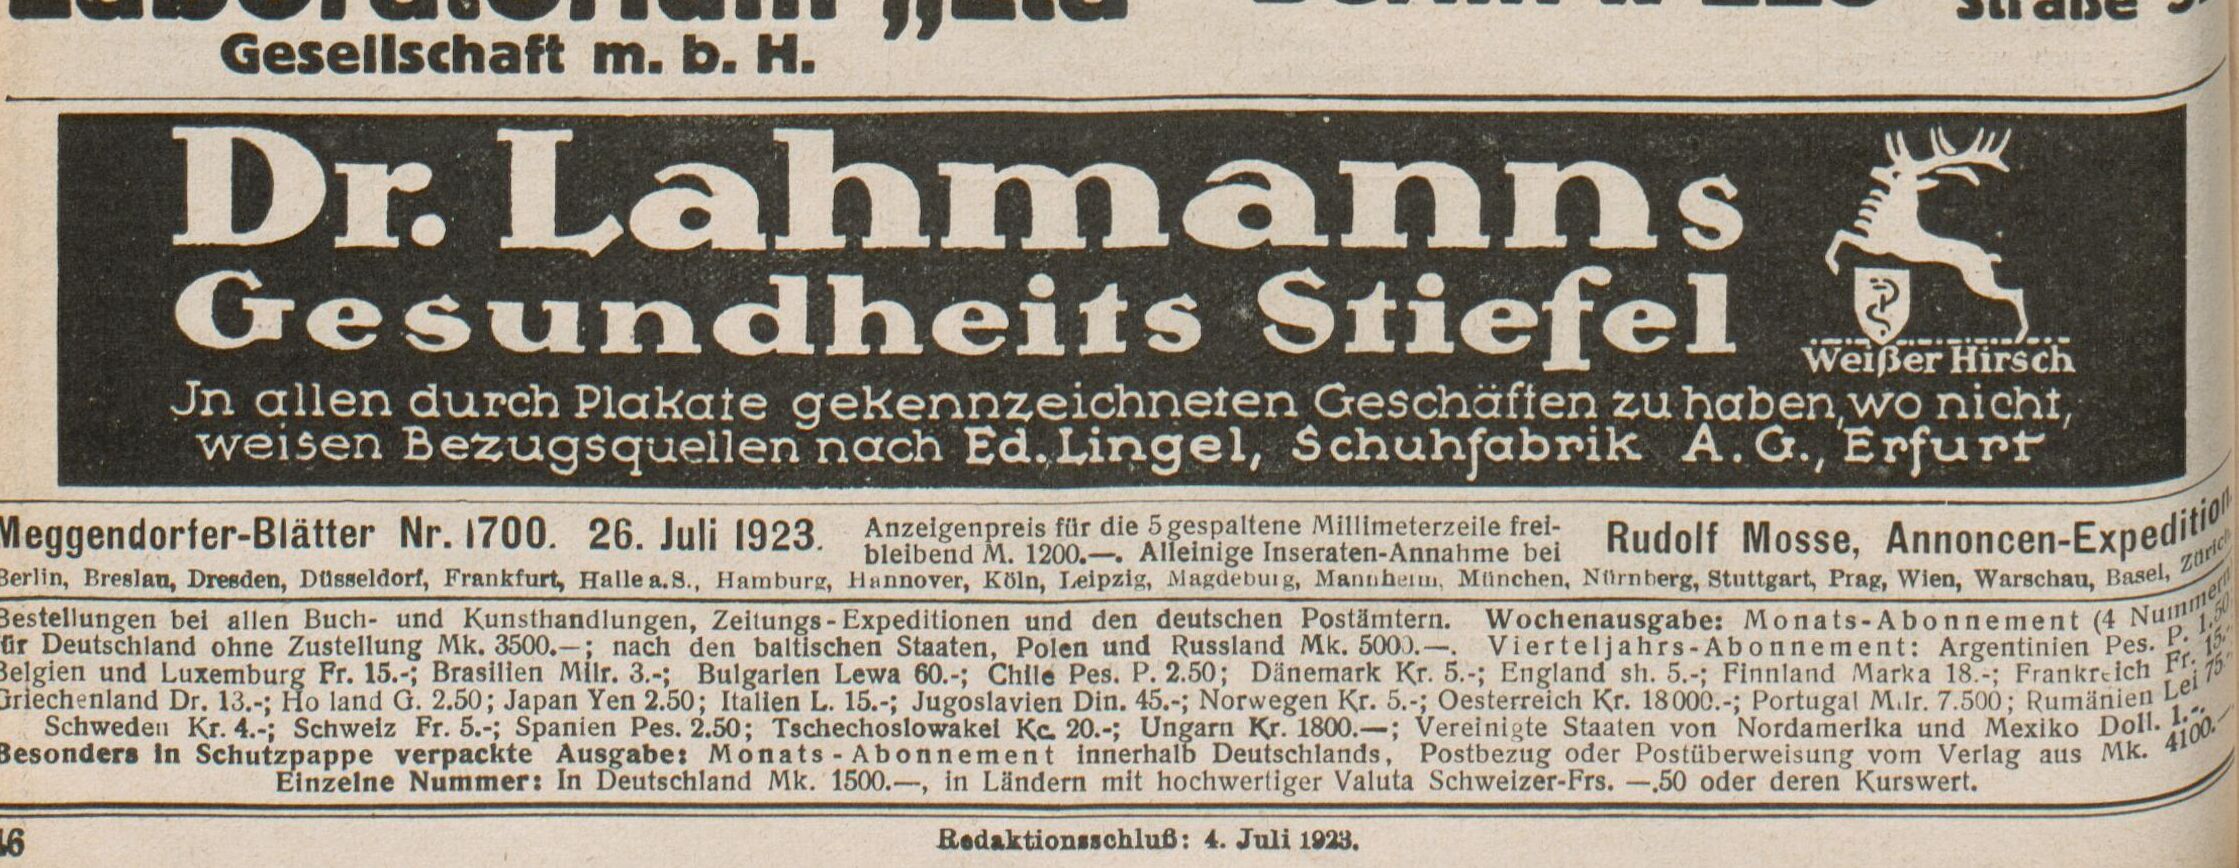 Gesellschaft m. b. H.
Dr. Lahmanns
Gesundheits Stiefel
Weißer Hirsch
Jn allen durch Plakate gekennzeichneten Geschäften zu haben, wo nicht,
weisen Bezugsquellen nach Ed. Lingel, Schuhfabrik A. G., Erfurt
Meggendorfer-Blätter Nr. 1700. 26. Juli 1923.
Anzeigenpreis für die 5 gespaltene Millimeterzeile frei-
bleibend M. 1200.—. Alleinige Inseraten-Annahme bei
Rudolf Mosse, Annoncen-Expedition
Berlin, Breslau, Dresden, Düsseldorf, Frankfurt, Halle a. S., Hamburg, Hannover, Köln, Leipzig, Magdeburg, Mannheim, München, Nürnberg, Stuttgart, Prag, Wien, Warschau, Basel, Zürich
Bestellungen bei allen Buch- und Kunsthandlungen, Zeitungs-Expeditionen und den deutschen Postämtern. Wochenausgabe: Monats-Abonnement (4 Nummern
für Deutschland ohne Zustellung Mk. 3500.—; nach den baltischen Staaten, Polen und Russland Mk. 5000.—. Vierteljahrs-Abonnement: Argentinien Pes. P. 1.50
Belgien und Luxemburg Fr. 15.-; Brasilien Milr. 3.-; Bulgarien Lewa 60.-; Chile Pes. P. 2.50; Dänemark Kr. 5.-; England sh. 5.-; Finnland Marka 18.-; Frankreich Fr. 15.-
Griechenland Dr. 13.-; Ho land G. 2.50; Japan Yen 2.50; Italien L. 15.-; Jugoslavien Din. 45.-; Norwegen Kr. 5.-; Oesterreich Kr. 18000.-; Portugal Milr. 7.500; Rumänien Lei 75.-
Schweden Kr. 4.-; Schweiz Fr. 5.-; Spanien Pes. 2.50; Tschechoslowakei Kc. 20.-; Ungarn Kr. 1800.—; Vereinigte Staaten von Nordamerika und Mexiko Doll. 1.-.
Besonders in Schutzpappe verpackte Ausgabe: Monats-Abonnement innerhalb Deutschlands, Postbezug oder Postüberweisung vom Verlag aus Mk. 4100.—
Einzelne Nummer: In Deutschland Mk. 1500.—, in Ländern mit hochwertiger Valuta Schweizer-Frs. —.50 oder deren Kurswert.
Redaktionsschluß: 4. Juli 1923.